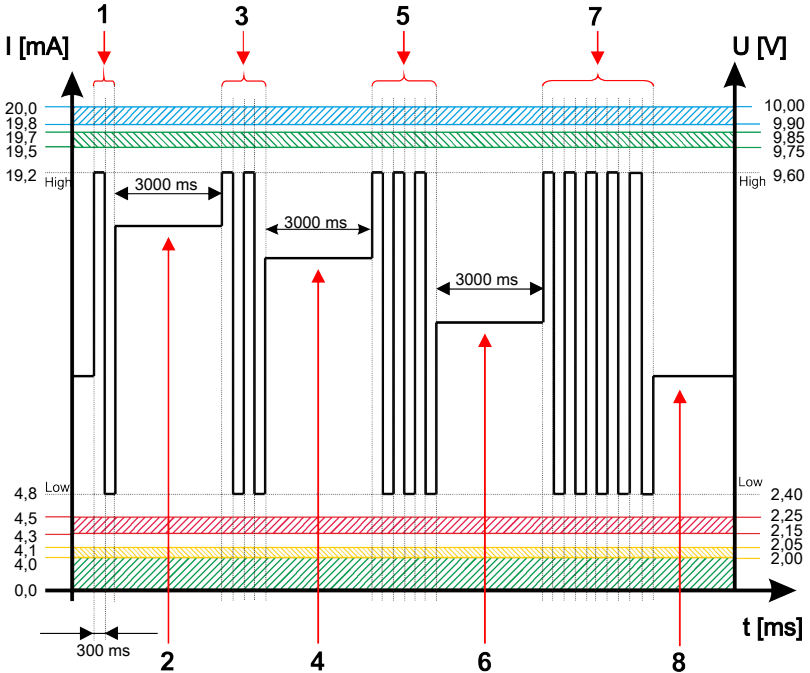 1 3 5 7
I [mA] U [V]
20,0 10,00
19,8 9,90
19,7 9,85
19,5 9,75
19,2 9,60
High High
3000 ms
3000 ms
3000 ms
Low Low
4,8 2,40
4,5 2,25
4,3 2,15
4,1 2,05
4,0 2,00
0,0
t [ms]
300 ms
2 4 6 8